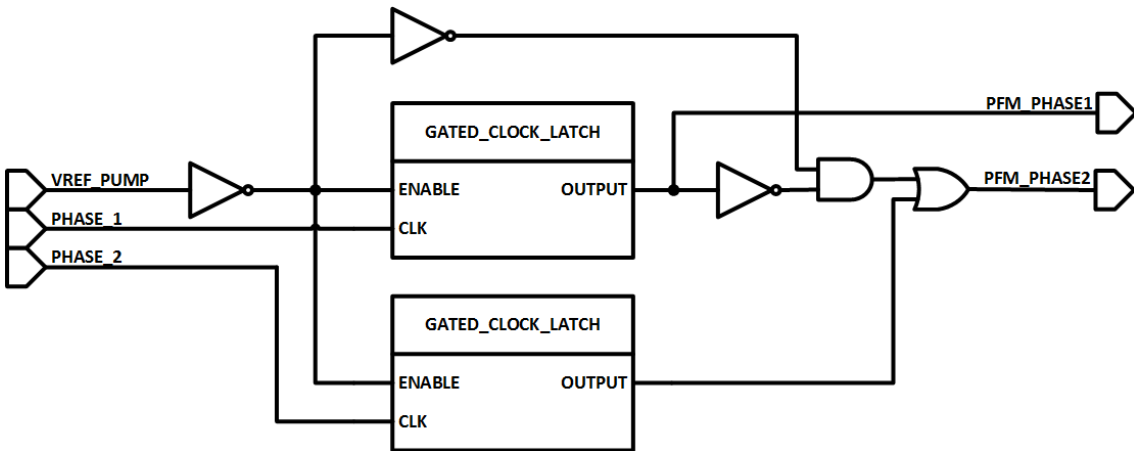 PFM_PHASE1
GATED_CLOCK_LATCH
VREF_PUMP
ENABLE
OUTPUT
PFM_PHASE2
PHASE_1
CLK
PHASE_2
GATED_CLOCK_LATCH
ENABLE
OUTPUT
CLK